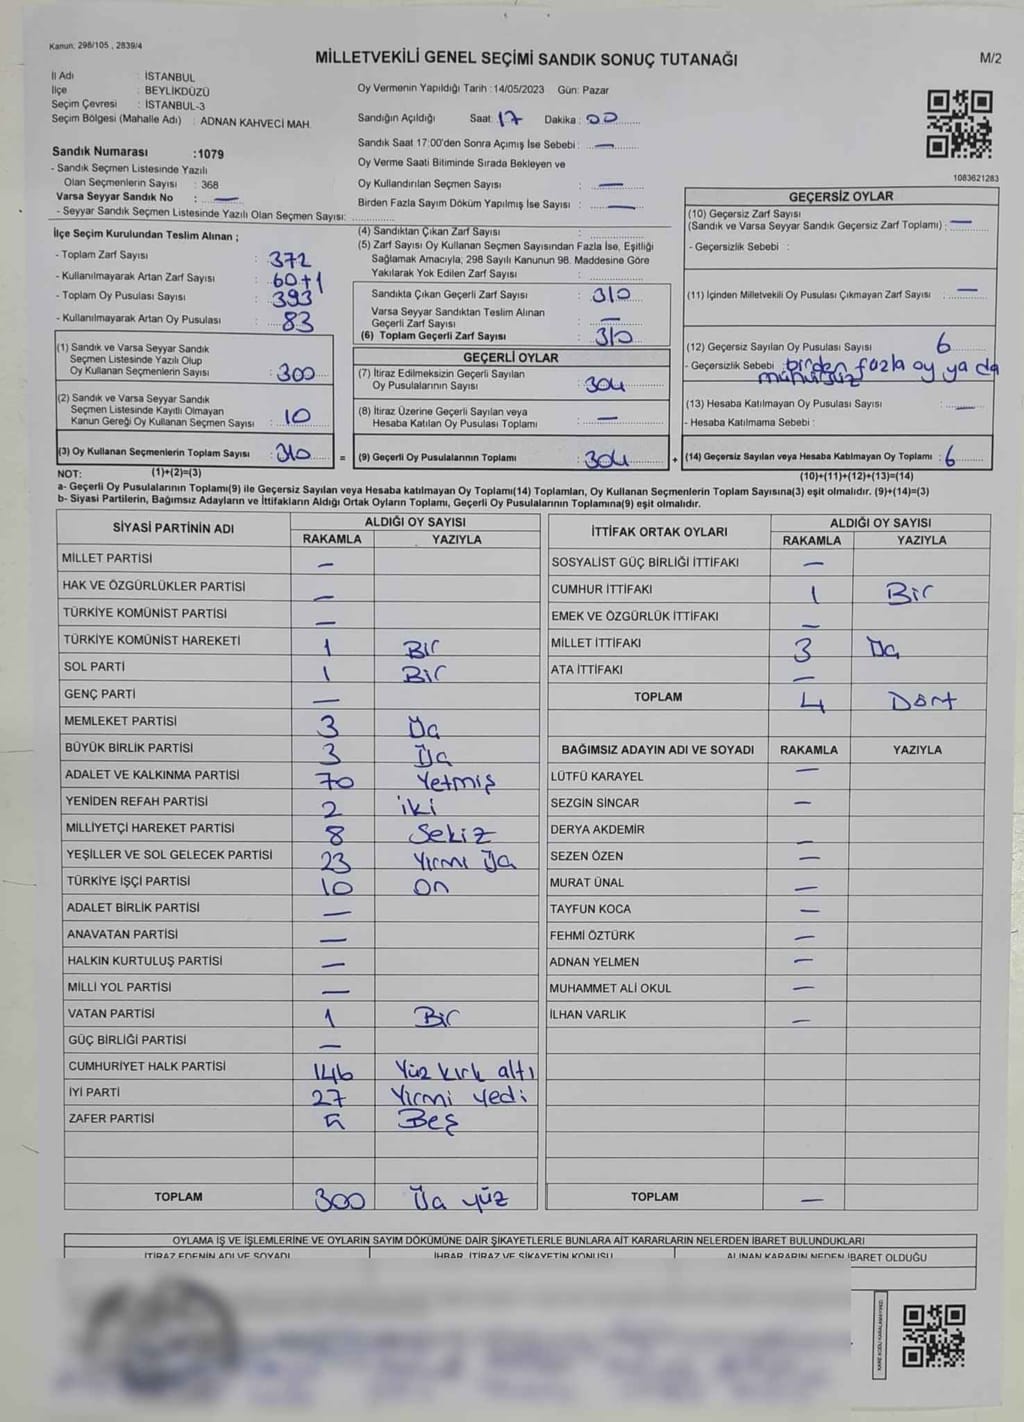 Kanun: 298/105 , 2839/4
MİLLETVEKİLİ GENEL SEÇİMİ SANDIK SONUÇ TUTANAĞI
M/2
İl Adı : İSTANBUL
İlçe : BEYLİKDÜZÜ
Seçim Çevresi : İSTANBUL-3
Seçim Bölgesi (Mahalle Adı) : ADNAN KAHVECİ MAH.
Sandık Numarası :1079
- Sandık Seçmen Listesinde Yazılı
Olan Seçmenlerin Sayısı : 368
Varsa Seyyar Sandık No : —
- Seyyar Sandık Seçmen Listesinde Yazılı Olan Seçmen Sayısı:
Oy Vermenin Yapıldığı Tarih :14/05/2023 Gün: Pazar
Sandığın Açıldığı Saat: 17 Dakika : 00
Sandık Saat 17:00'den Sonra Açımış İse Sebebi : —
Oy Verme Saati Bitiminde Sırada Bekleyen ve
Oy Kullandırılan Seçmen Sayısı : —
Birden Fazla Sayım Döküm Yapılmış İse Sayısı : —
1083621283
İlçe Seçim Kurulundan Teslim Alınan ;
- Toplam Zarf Sayısı : 372
- Kullanılmayarak Artan Zarf Sayısı : 60+1
- Toplam Oy Pusulası Sayısı : 393
- Kullanılmayarak Artan Oy Pusulası : 83
(4) Sandıktan Çıkan Zarf Sayısı :
(5) Zarf Sayısı Oy Kullanan Seçmen Sayısından Fazla İse, Eşitliği
Sağlamak Amacıyla; 298 Sayılı Kanunun 98. Maddesine Göre
Yakılarak Yok Edilen Zarf Sayısı :
Sandıkta Çıkan Geçerli Zarf Sayısı : 310
Varsa Seyyar Sandıktan Teslim Alınan
Geçerli Zarf Sayısı : —
(6) Toplam Geçerli Zarf Sayısı : 310
GEÇERSİZ OYLAR
(10) Geçersiz Zarf Sayısı
(Sandık ve Varsa Seyyar Sandık Geçersiz Zarf Toplamı) : —
- Geçersizlik Sebebi :
(11) İçinden Milletvekili Oy Pusulası Çıkmayan Zarf Sayısı : —
(12) Geçersiz Sayılan Oy Pusulası Sayısı 6
- Geçersizlik Sebebi : birden fazla oy ya da
mühürsüz
(13) Hesaba Katılmayan Oy Pusulası Sayısı : —
- Hesaba Katılmama Sebebi :
(14) Geçersiz Sayılan veya Hesaba Katılmayan Oy Toplamı : 6
(10)+(11)+(12)+(13)=(14)
(1) Sandık ve Varsa Seyyar Sandık
Seçmen Listesinde Yazılı Olup
Oy Kullanan Seçmenlerin Sayısı : 300
(2) Sandık ve Varsa Seyyar Sandık
Seçmen Listesinde Kayıtlı Olmayan
Kanun Gereği Oy Kullanan Seçmen Sayısı : 10
(3) Oy Kullanan Seçmenlerin Toplam Sayısı : 310 =
GEÇERLİ OYLAR
(7) İtiraz Edilmeksizin Geçerli Sayılan
Oy Pusulalarının Sayısı : 304
(8) İtiraz Üzerine Geçerli Sayılan veya
Hesaba Katılan Oy Pusulası Toplamı : —
(9) Geçerli Oy Pusulalarının Toplamı : 304 +
NOT: (1)+(2)=(3)
a- Geçerli Oy Pusulalarının Toplamı(9) ile Geçersiz Sayılan veya Hesaba katılmayan Oy Toplamı(14) Toplamları, Oy Kullanan Seçmenlerin Toplam Sayısına(3) eşit olmalıdır. (9)+(14)=(3)
b- Siyasi Partilerin, Bağımsız Adayların ve İttifakların Aldığı Ortak Oyların Toplamı, Geçerli Oy Pusulalarının Toplamına(9) eşit olmalıdır.
SİYASİ PARTİNİN ADI ALDIĞI OY SAYISI
RAKAMLA YAZIYLA
MİLLET PARTİSİ —
HAK VE ÖZGÜRLÜKLER PARTİSİ —
TÜRKİYE KOMÜNİST PARTİSİ —
TÜRKİYE KOMÜNİST HAREKETİ 1 Bir
SOL PARTİ 1 Bir
GENÇ PARTİ —
MEMLEKET PARTİSİ 3 Üç
BÜYÜK BİRLİK PARTİSİ 3 Üç
ADALET VE KALKINMA PARTİSİ 70 Yetmiş
YENİDEN REFAH PARTİSİ 2 iki
MİLLİYETÇİ HAREKET PARTİSİ 8 Sekiz
YEŞİLLER VE SOL GELECEK PARTİSİ 23 Yirmi Üç
TÜRKİYE İŞÇİ PARTİSİ 10 On
ADALET BİRLİK PARTİSİ —
ANAVATAN PARTİSİ —
HALKIN KURTULUŞ PARTİSİ —
MİLLİ YOL PARTİSİ —
VATAN PARTİSİ 1 Bir
GÜÇ BİRLİĞİ PARTİSİ —
CUMHURİYET HALK PARTİSİ 146 Yüz kırk altı
İYİ PARTİ 27 Yirmi yedi
ZAFER PARTİSİ 5 Beş
TOPLAM 300 Üç yüz
İTTİFAK ORTAK OYLARI ALDIĞI OY SAYISI
RAKAMLA YAZIYLA
SOSYALİST GÜÇ BİRLİĞİ İTTİFAKI —
CUMHUR İTTİFAKI 1 Bir
EMEK VE ÖZGÜRLÜK İTTİFAKI —
MİLLET İTTİFAKI 3 Üç
ATA İTTİFAKI —
TOPLAM 4 Dört
BAĞIMSIZ ADAYIN ADI VE SOYADI RAKAMLA YAZIYLA
LÜTFÜ KARAYEL —
SEZGİN SİNCAR —
DERYA AKDEMİR —
SEZEN ÖZEN —
MURAT ÜNAL —
TAYFUN KOCA —
FEHMİ ÖZTÜRK —
ADNAN YELMEN —
MUHAMMET ALİ OKUL —
İLHAN VARLIK —
TOPLAM —
OYLAMA İŞ VE İŞLEMLERİNE VE OYLARIN SAYIM DÖKÜMÜNE DAİR ŞİKAYETLERLE BUNLARA AİT KARARLARIN NELERDEN İBARET BULUNDUKLARI
İTİRAZ EDENİN ADI VE SOYADI İHBAR, İTİRAZ VE ŞİKAYETİN KONUSU ALINAN KARARIN NEDEN İBARET OLDUĞU
KARE KODU KARALAMAYINIZ!